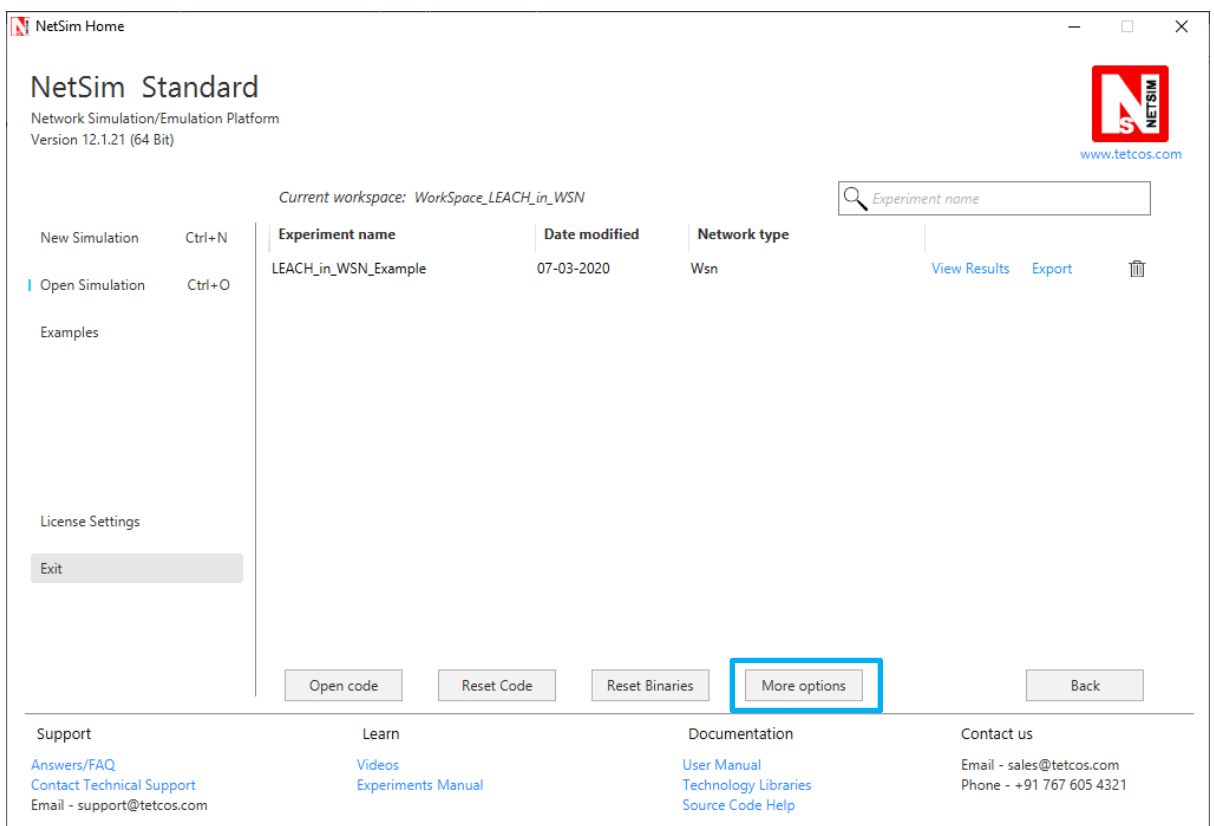 NetSim Home
NetSim Standard
Network Simulation/Emulation Platform
Version 12.1.21 (64 Bit)
NETSIM
www.tetcos.com
Current workspace: WorkSpace_LEACH_in_WSN
Experiment name
New Simulation Ctrl+N
Open Simulation Ctrl+O
Examples
License Settings
Exit
Experiment name Date modified Network type
LEACH_in_WSN_Example 07-03-2020 Wsn View Results Export
Open code Reset Code Reset Binaries More options Back
Support
Answers/FAQ
Contact Technical Support
Email - support@tetcos.com
Learn
Videos
Experiments Manual
Documentation
User Manual
Technology Libraries
Source Code Help
Contact us
Email - sales@tetcos.com
Phone - +91 767 605 4321